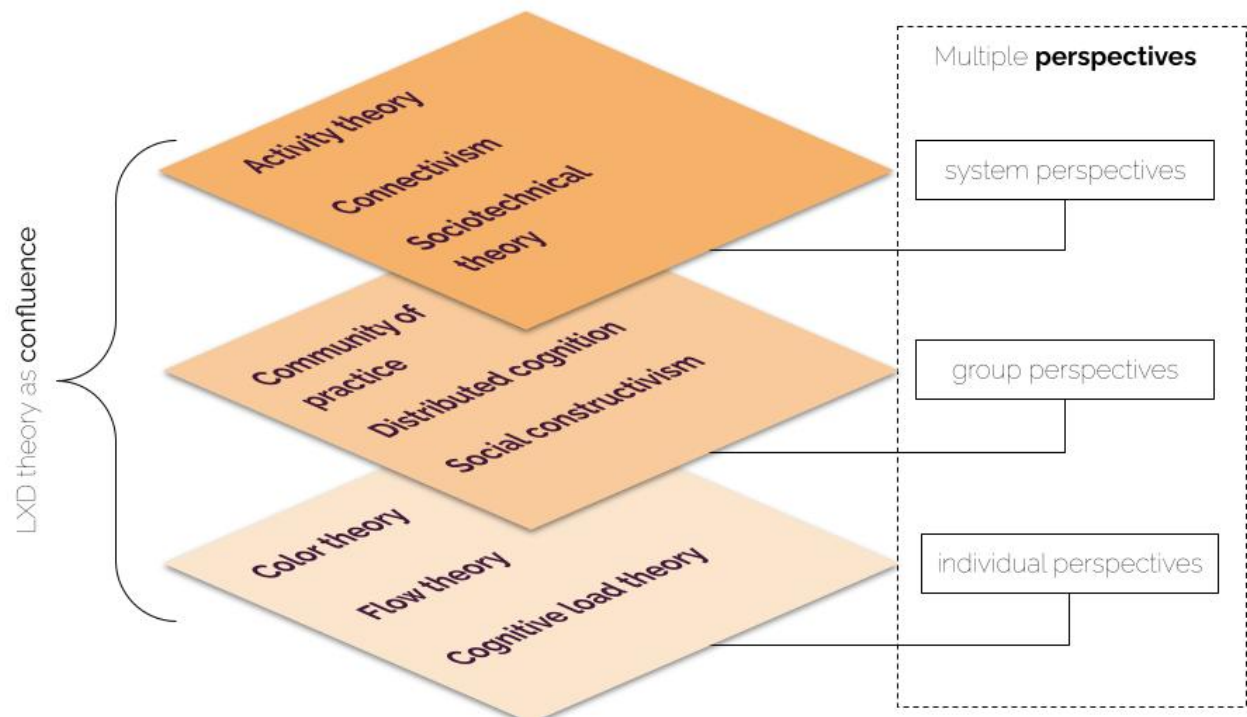 LXD theory as confluence
Activity theory
Connectivism
Sociotechnical
theory
Community of
practice
Distributed cognition
Social constructivism
Color theory
Flow theory
Cognitive load theory
Multiple perspectives
system perspectives
group perspectives
individual perspectives